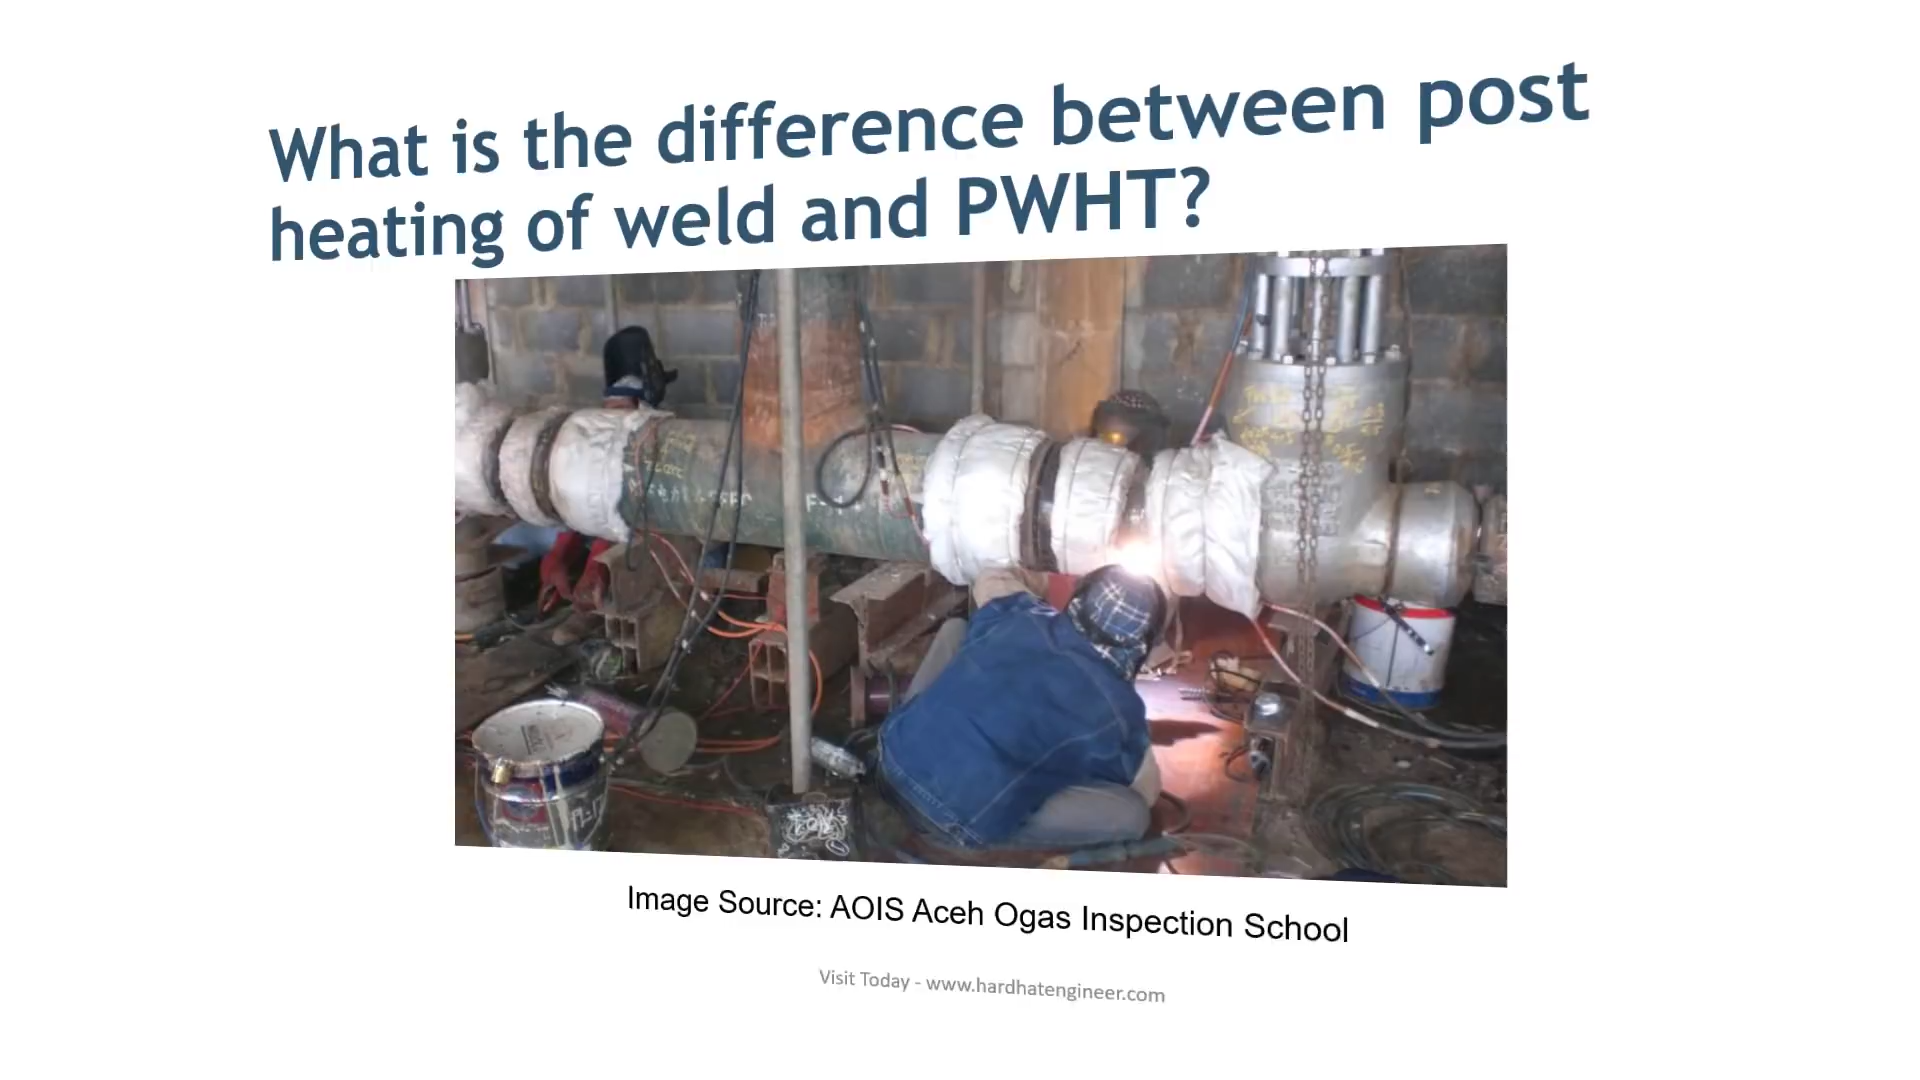 What is the difference between post
heating of weld and PWHT?
Image Source: AOIS Aceh Ogas Inspection School
Visit Today - www.hardhatengineer.com